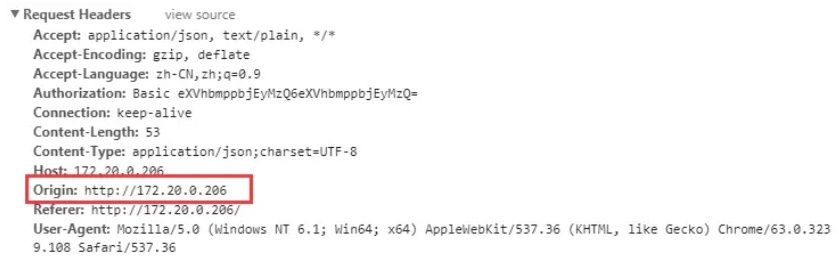 ▼ Request Headers view source
Accept: application/json, text/plain, */*
Accept-Encoding: gzip, deflate
Accept-Language: zh-CN,zh;q=0.9
Authorization: Basic eXVhbmppbjEyMzQ6eXVhbmppbjEyMzQ=
Connection: keep-alive
Content-Length: 53
Content-Type: application/json;charset=UTF-8
Host: 172.20.0.206
Origin: http://172.20.0.206
Referer: http://172.20.0.206/
User-Agent: Mozilla/5.0 (Windows NT 6.1; Win64; x64) AppleWebKit/537.36 (KHTML, like Gecko) Chrome/63.0.323
9.108 Safari/537.36